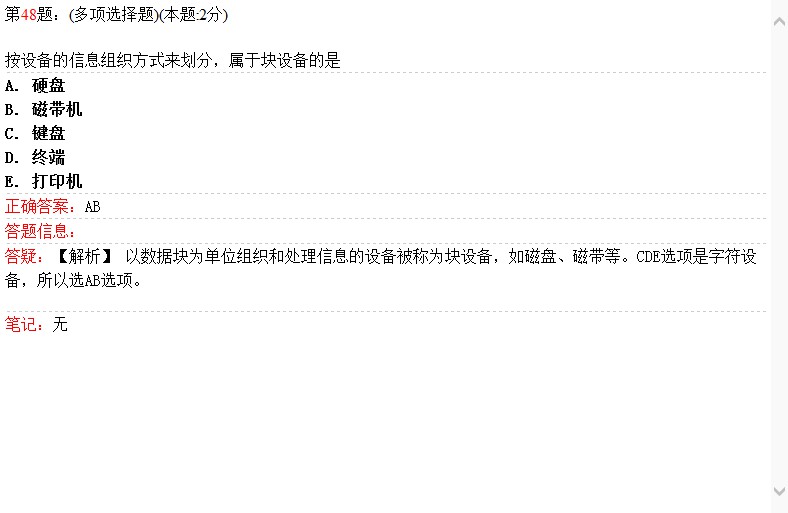 第48题：(多项选择题)(本题:2分)
按设备的信息组织方式来划分，属于块设备的是
A. 硬盘
B. 磁带机
C. 键盘
D. 终端
E. 打印机
正确答案：AB
答题信息：
答疑：【解析】 以数据块为单位组织和处理信息的设备被称为块设备，如磁盘、磁带等。CDE选项是字符设
备，所以选AB选项。
笔记：无